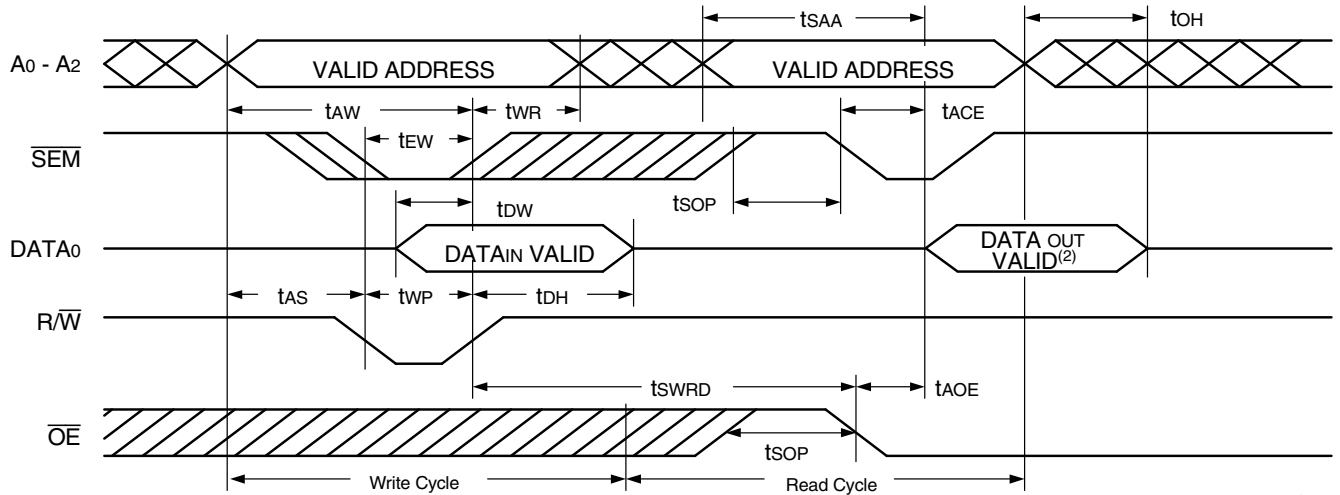 tSAA
tOH
A0 - A2
VALID ADDRESS
VALID ADDRESS
tAW
tWR
tACE
tEW
SEM
tSOP
tDW
DATA0
DATAIN VALID
DATA OUT
VALID(2)
tAS
tWP
tDH
R/W
tSWRD
tAOE
OE
tSOP
Write Cycle
Read Cycle